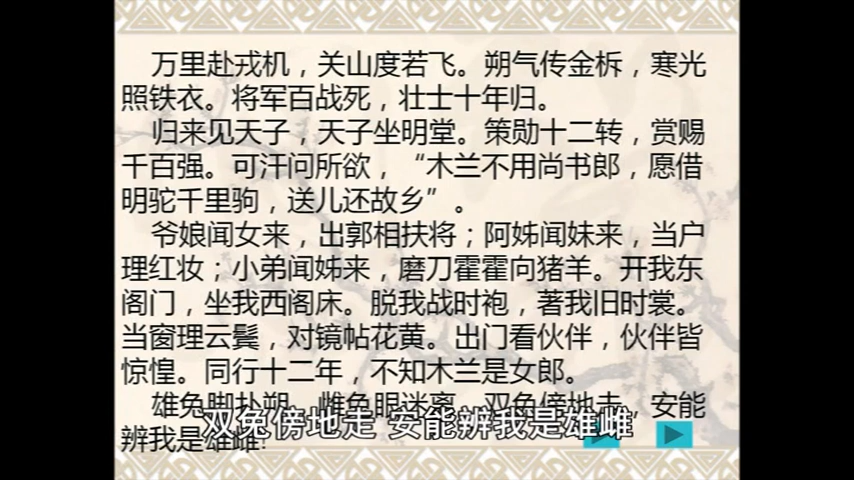 万里赴戎机，关山度若飞。朔气传金柝，寒光
照铁衣。将军百战死，壮士十年归。
归来见天子，天子坐明堂。策勋十二转，赏赐
千百强。可汗问所欲，“木兰不用尚书郎，愿借
明驼千里驹，送儿还故乡”。
爷娘闻女来，出郭相扶将；阿姊闻妹来，当户
理红妆；小弟闻姊来，磨刀霍霍向猪羊。开我东
阁门，坐我西阁床。脱我战时袍，著我旧时裳。
当窗理云鬓，对镜帖花黄。出门看伙伴，伙伴皆
惊惶。同行十二年，不知木兰是女郎。
雄兔脚扑朔，雌兔眼迷离，双兔傍地走，安能
辨我是雄雌
双兔傍地走 安能辨我是雄雌